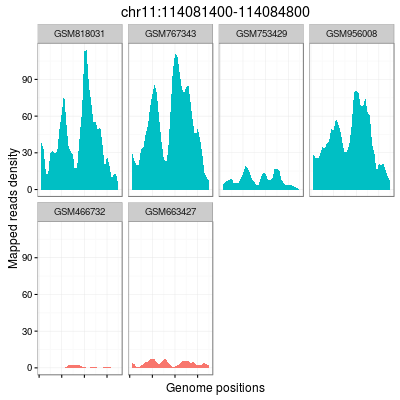 chr11:114081400-114084800
GSM818031 GSM767343 GSM753429 GSM956008
90
60
30
0
GSM466732 GSM663427
90
60
30
0
Mapped reads density
Genome positions